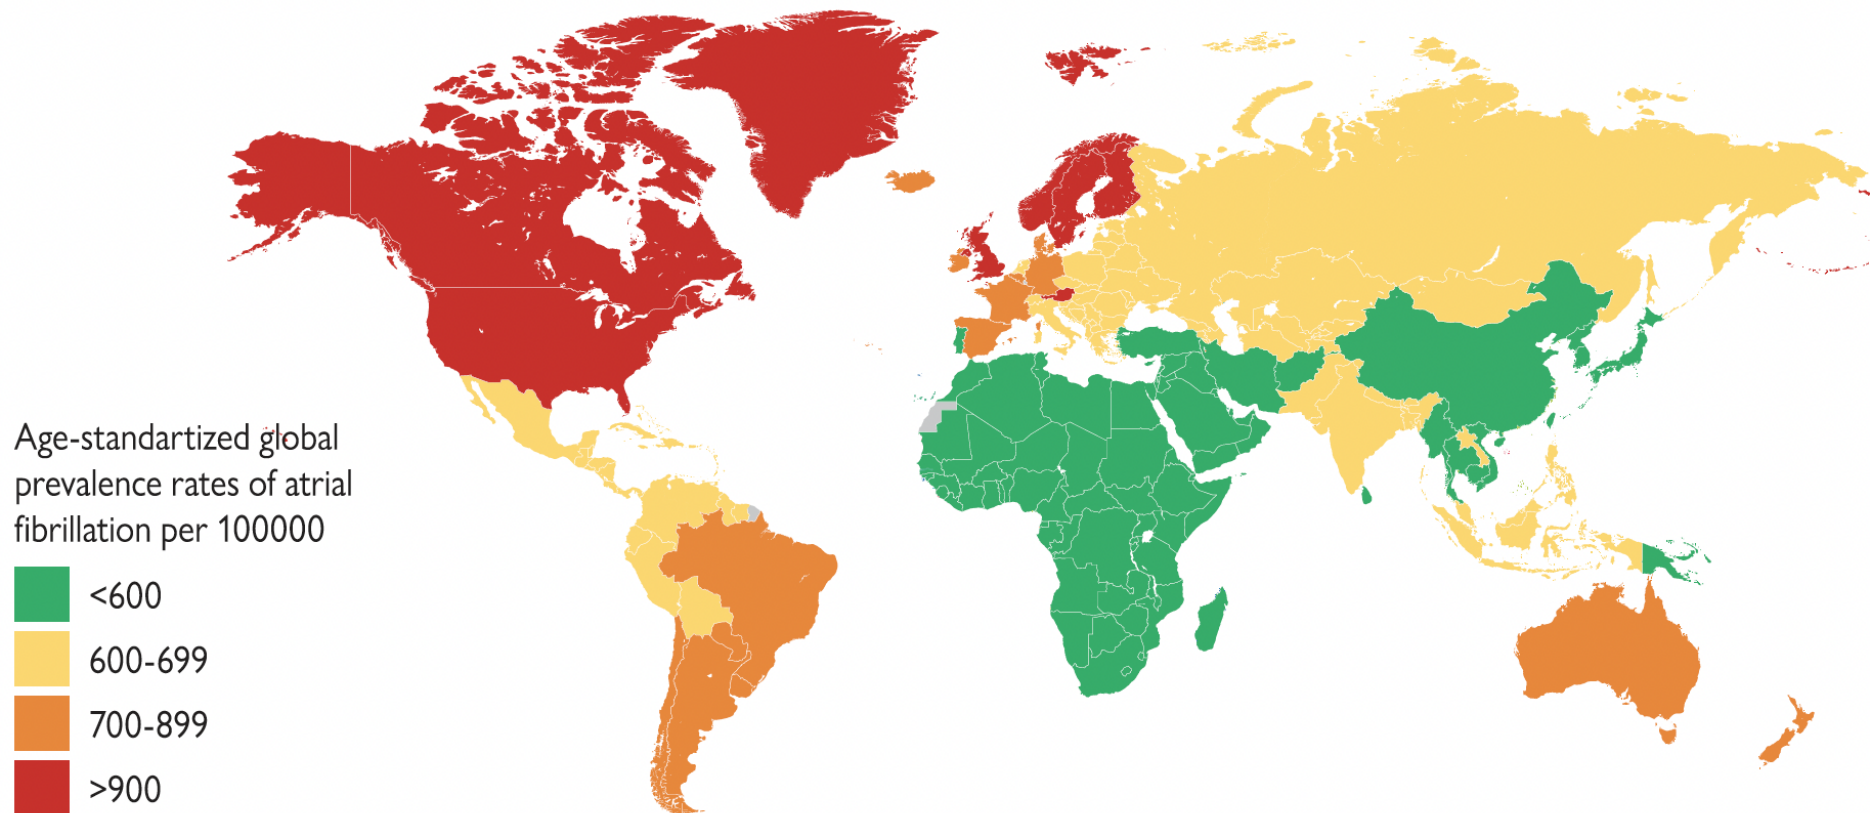 Age-standartized global
prevalence rates of atrial
fibrillation per 100000
<600
600-699
700-899
>900